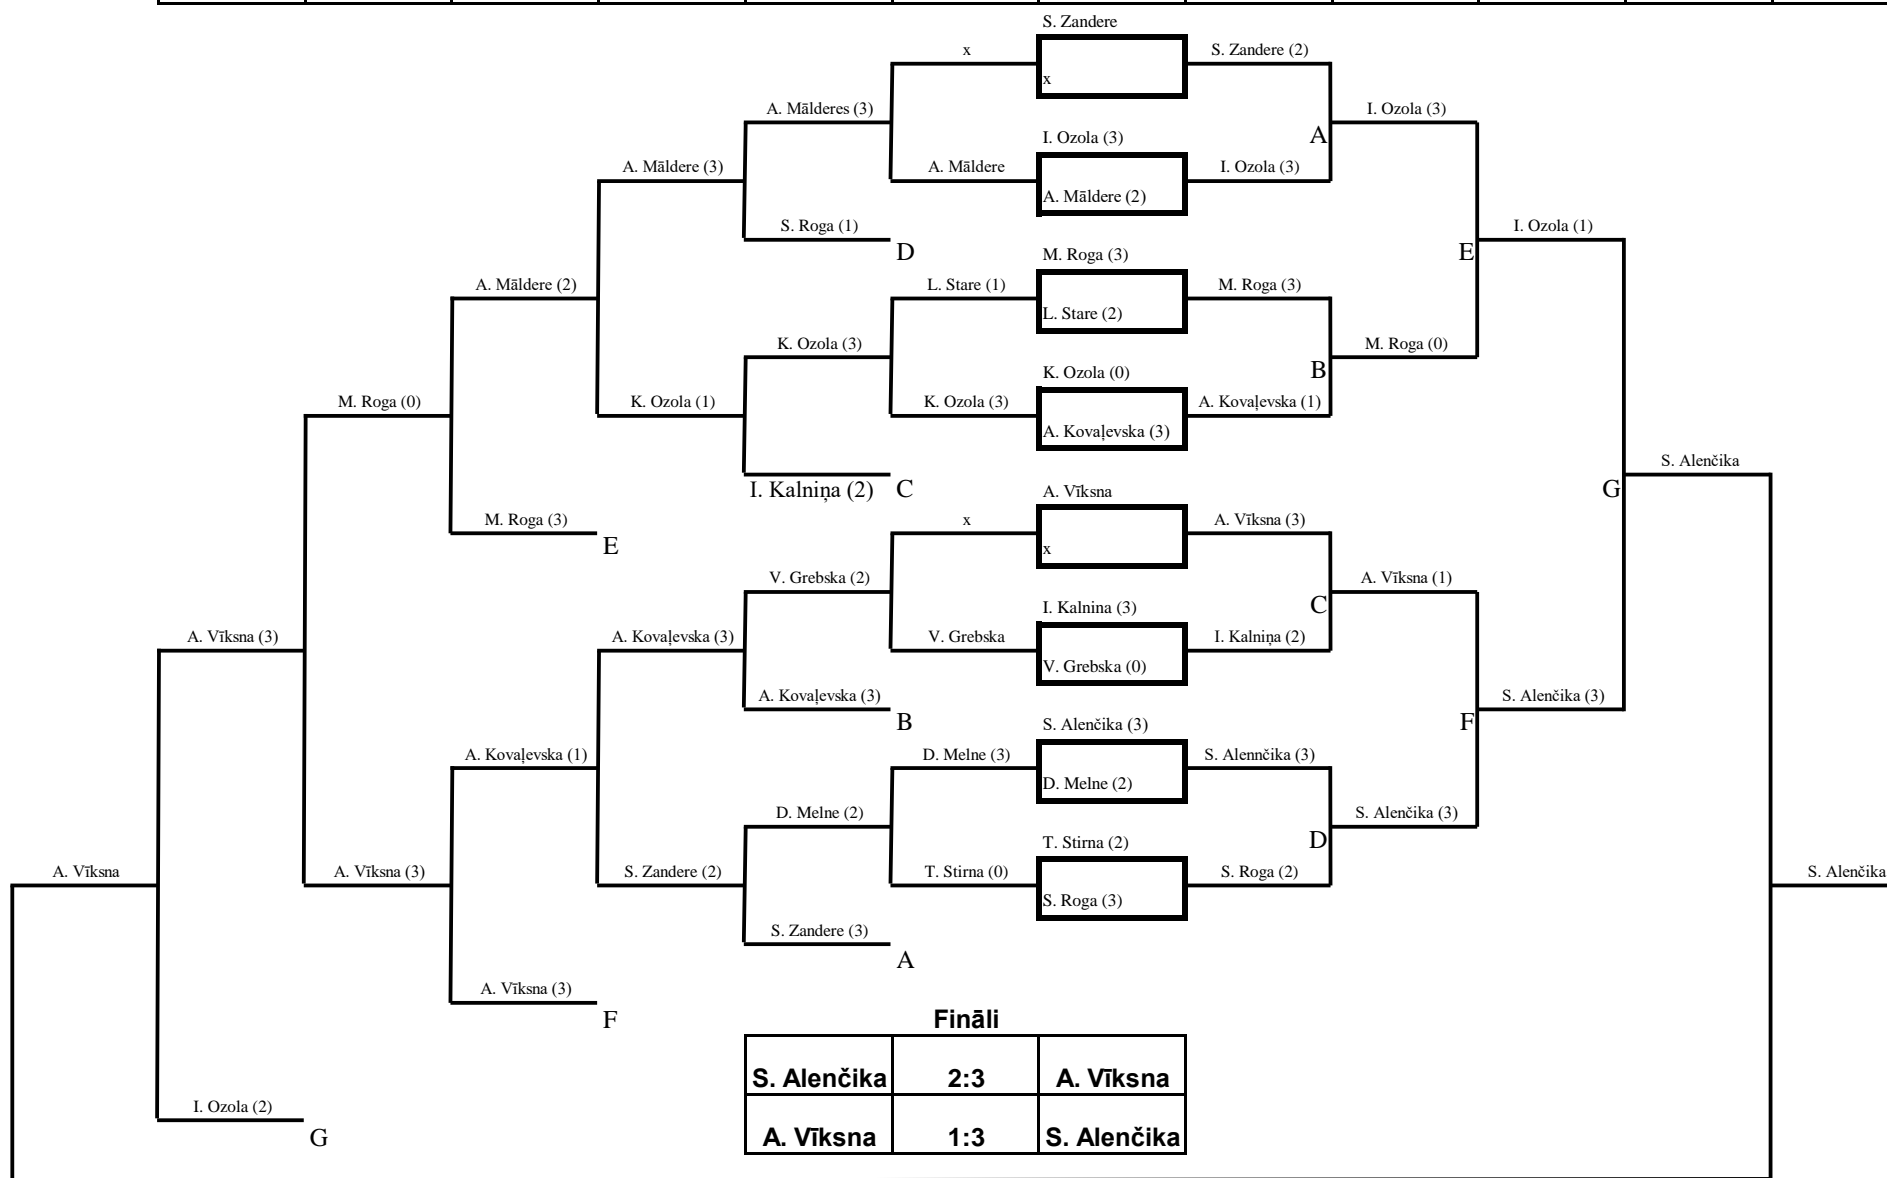 S. Zandere
x
S. Zandere (2)
x
A. Mālderes (3)
I. Ozola (3)
I. Ozola (3)
A
A. Māldere (3)
A. Māldere
I. Ozola (3)
A. Māldere (2)
S. Roga (1)
I. Ozola (1)
D
M. Roga (3)
E
A. Māldere (2)
L. Stare (1)
M. Roga (3)
L. Stare (2)
K. Ozola (3)
M. Roga (0)
K. Ozola (0)
B
M. Roga (0)
K. Ozola (1)
K. Ozola (3)
A. Kovaļevska (1)
A. Kovaļevska (3)
S. Alenčika
I. Kalniņa (2)
C
A. Vīksna
G
M. Roga (3)
x
A. Vīksna (3)
E
x
V. Grebska (2)
A. Vīksna (1)
I. Kalnina (3)
C
A. Vīksna (3)
A. Kovaļevska (3)
V. Grebska
I. Kalniņa (2)
V. Grebska (0)
A. Kovaļevska (3)
S. Alenčika (3)
B
S. Alenčika (3)
F
A. Kovaļevska (1)
D. Melne (3)
S. Alennčika (3)
D. Melne (2)
D. Melne (2)
S. Alenčika (3)
T. Stirna (2)
D
A. Vīksna
A. Vīksna (3)
S. Zandere (2)
T. Stirna (0)
S. Roga (2)
S. Alenčika
S. Roga (3)
S. Zandere (3)
A
A. Vīksna (3)
F
Fināli
S. Alenčika 2:3 A. Vīksna
I. Ozola (2)
G
A. Vīksna 1:3 S. Alenčika